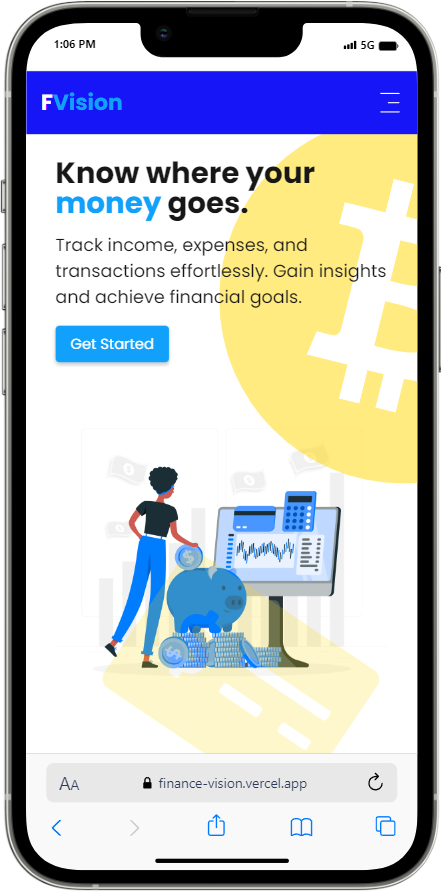 1:06 PM 5G
FVision
Know where your
money goes.
Track income, expenses, and
transactions effortlessly. Gain insights
and achieve financial goals.
Get Started
AA finance-vision.vercel.app